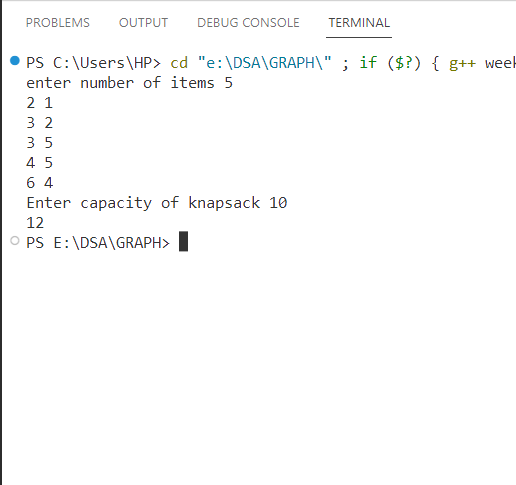 PROBLEMS OUTPUT DEBUG CONSOLE TERMINAL
PS C:\Users\HP> cd "e:\DSA\GRAPH\" ; if ($?) { g++ week
enter number of items 5
2 1
3 2
3 5
4 5
6 4
Enter capacity of knapsack 10
12
PS E:\DSA\GRAPH>